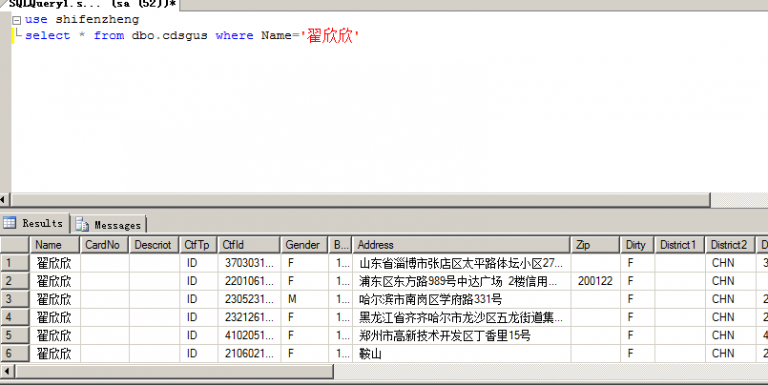 SQLQuery1.s... (sa (52))*
use shifenzheng
select * from dbo.cdsgus where Name='翟欣欣'
Results Messages
Name CardNo Descriot CtfTp CtfId Gender B... Address Zip Dirty District1 District2 D
1 翟欣欣 ID 3703031... F 1... 山东省淄博市张店区太平路体坛小区27... F CHN 3
2 翟欣欣 ID 2201061... F 1... 浦东区东方路989号中达广场 2楼信用... 200122 F CHN
3 翟欣欣 ID 2305231... M 1... 哈尔滨市南岗区学府路331号 F CHN 2
4 翟欣欣 ID 2321261... F 1... 黑龙江省齐齐哈尔市龙沙区五龙街道集... F CHN 2
5 翟欣欣 ID 4102051... F 1... 郑州市高新技术开发区丁香里15号 F CHN 4
6 翟欣欣 ID 2106021... F 1... 鞍山 F CHN 2